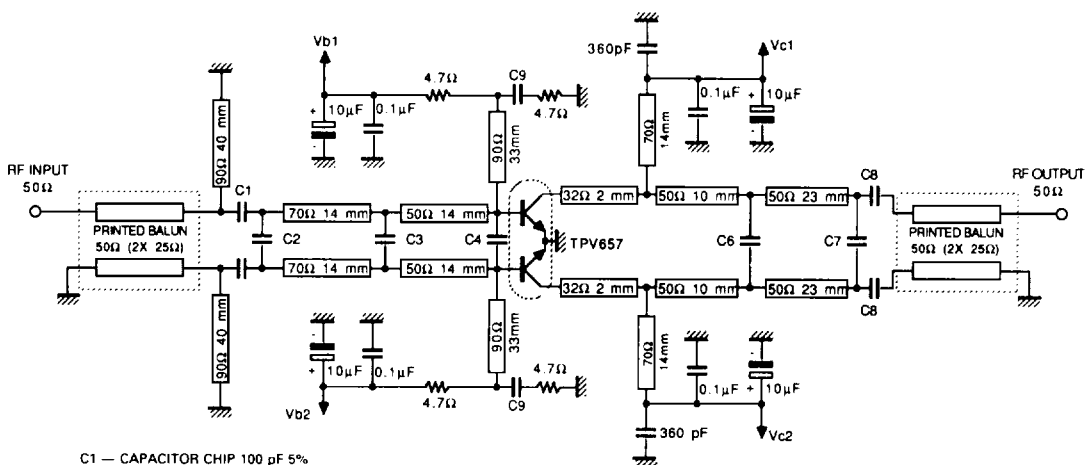 Vb1
4.7Ω
C9
4.7Ω
10µF
0.1µF
+
-
360pF
Vc1
0.1µF
10µF
+
-
90Ω 40 mm
90Ω 33mm
70Ω 14mm
RF INPUT
50Ω
C1
70Ω 14 mm
50Ω 14 mm
32Ω 2 mm
50Ω 10 mm
50Ω 23 mm
C8
RF OUTPUT
50Ω
PRINTED BALUN
50Ω (2X 25Ω)
C2
C3
C4
TPV657
C6
C7
PRINTED BALUN
50Ω (2X 25Ω)
70Ω 14 mm
50Ω 14 mm
32Ω 2 mm
50Ω 10 mm
50Ω 23 mm
C8
90Ω 40 mm
90Ω 33mm
70Ω 14mm
-
+
10µF
0.1µF
4.7Ω
C9
4.7Ω
Vb2
-
+
0.1µF
10µF
360 pF
Vc2
C1 — CAPACITOR CHIP 100 pF 5%